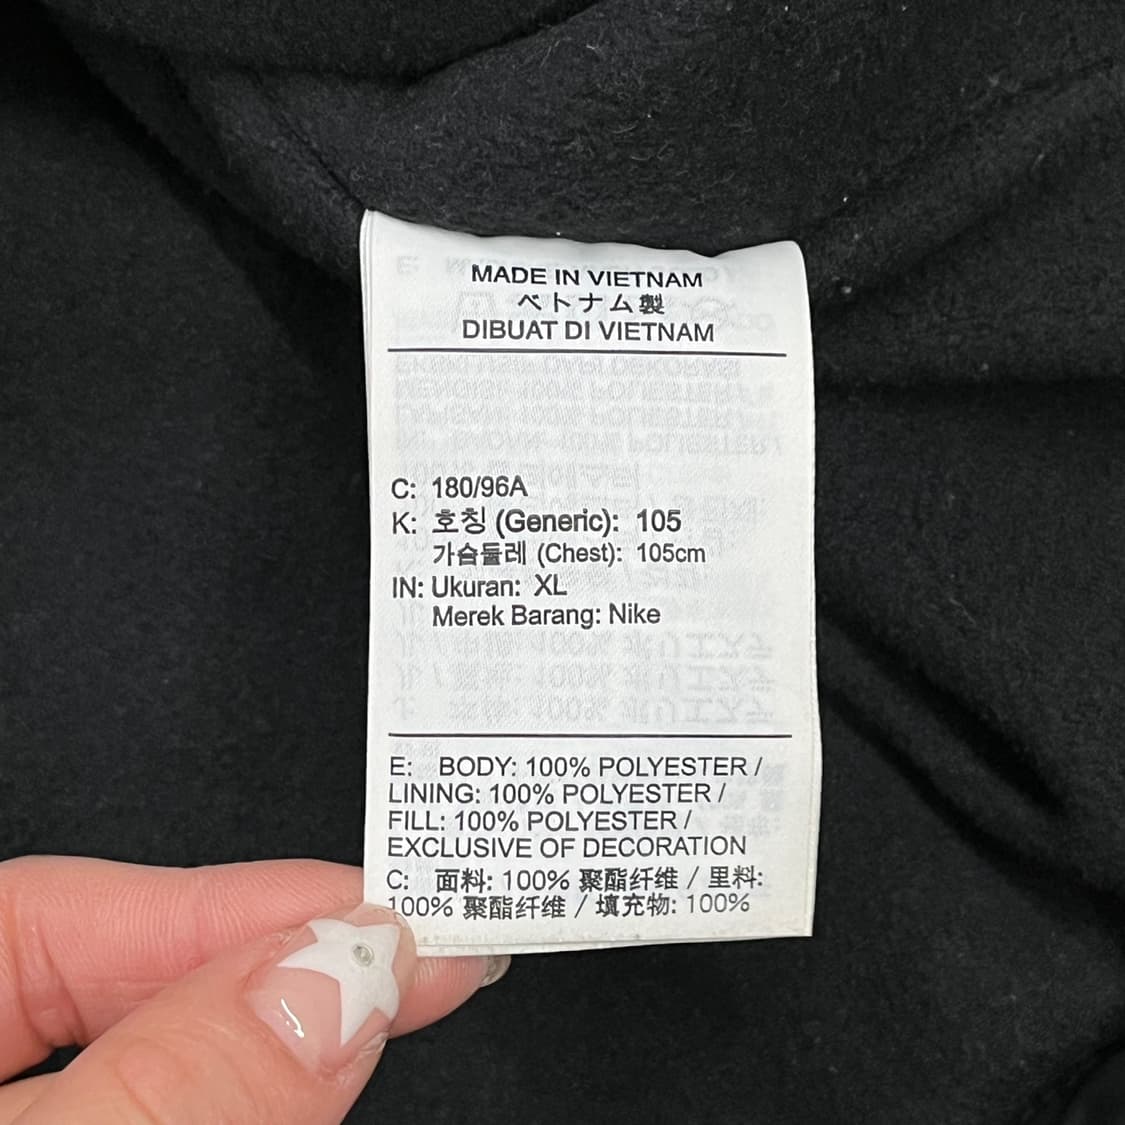 MADE IN VIETNAM
ベトナム製
DIBUAT DI VIETNAM
C: 180/96A
K: 호칭 (Generic): 105
가슴둘레 (Chest): 105cm
IN: Ukuran: XL
Merek Barang: Nike
E: BODY: 100% POLYESTER /
LINING: 100% POLYESTER /
FILL: 100% POLYESTER /
EXCLUSIVE OF DECORATION
C: 面料: 100% 聚酯纤维 / 里料:
100% 聚酯纤维 / 填充物: 100%